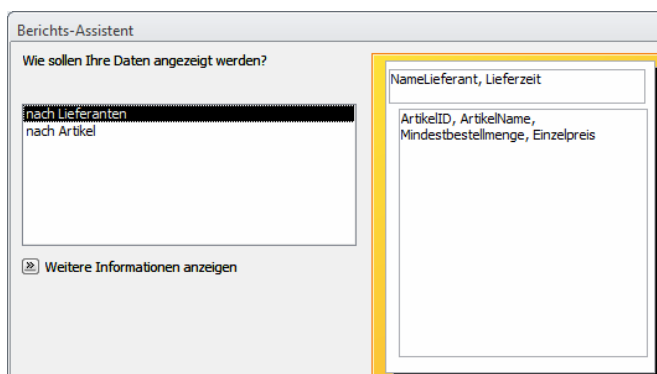 Berichts-Assistent
Wie sollen Ihre Daten angezeigt werden?
nach Lieferanten
nach Artikel
Weitere Informationen anzeigen
NameLieferant, Lieferzeit
ArtikelID, ArtikelName,
Mindestbestellmenge, Einzelpreis